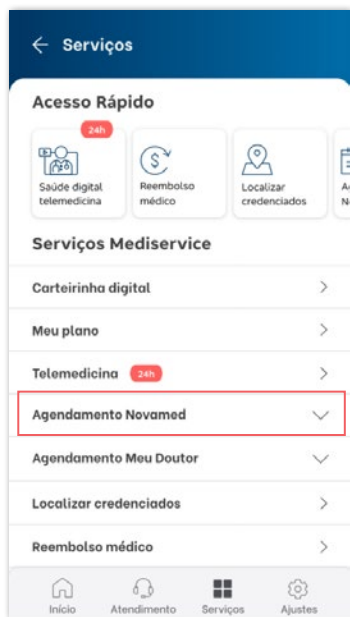 Serviços
Acesso Rápido
24h
Saúde digital
telemedicina
Reembolso
médico
Localizar
credenciados
Serviços Mediservice
Carteirinha digital
Meu plano
Telemedicina 24h
Agendamento Novamed
Agendamento Meu Doutor
Localizar credenciados
Reembolso médico
Início Atendimento Serviços Ajustes